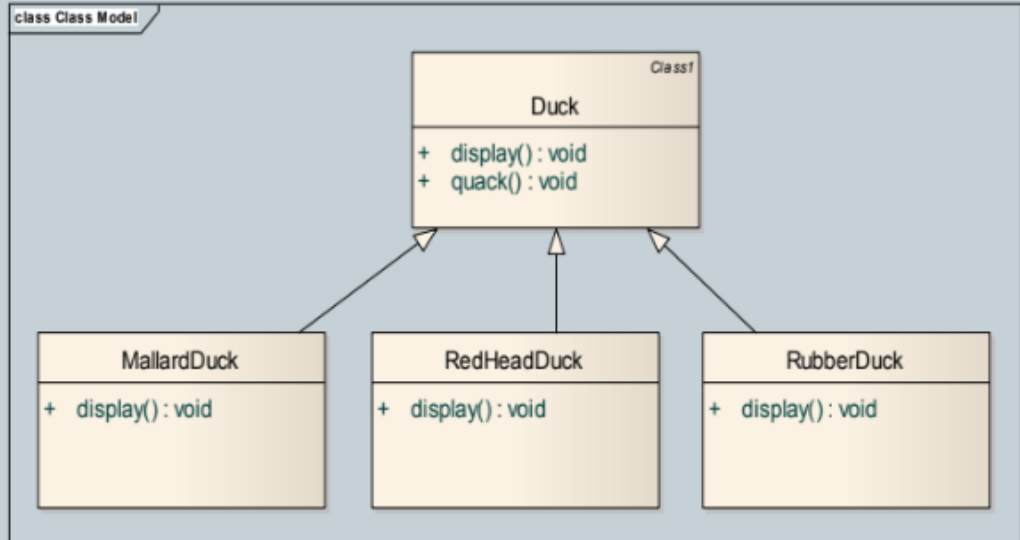 class Class Model
Class1
Duck
+ display() : void
+ quack() : void
MallardDuck
+ display() : void
RedHeadDuck
+ display() : void
RubberDuck
+ display() : void